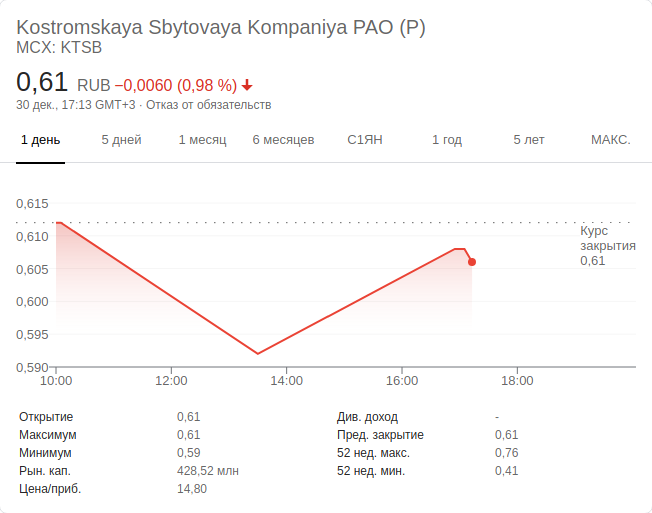 Kostromskaya Sbytovaya Kompaniya PAO (P)
MCX: KTSB
0,61 RUB −0,0060 (0,98 %)
30 дек., 17:13 GMT+3 · Отказ от обязательств
1 день 5 дней 1 месяц 6 месяцев С1ЯН 1 год 5 лет МАКС.
0,615
0,610
0,605
0,600
0,595
0,590
Курс
закрытия
0,61
10:00 12:00 14:00 16:00 18:00
Открытие 0,61 Див. доход -
Максимум 0,61 Пред. закрытие 0,61
Минимум 0,59 52 нед. макс. 0,76
Рын. кап. 428,52 млн 52 нед. мин. 0,41
Цена/приб. 14,80